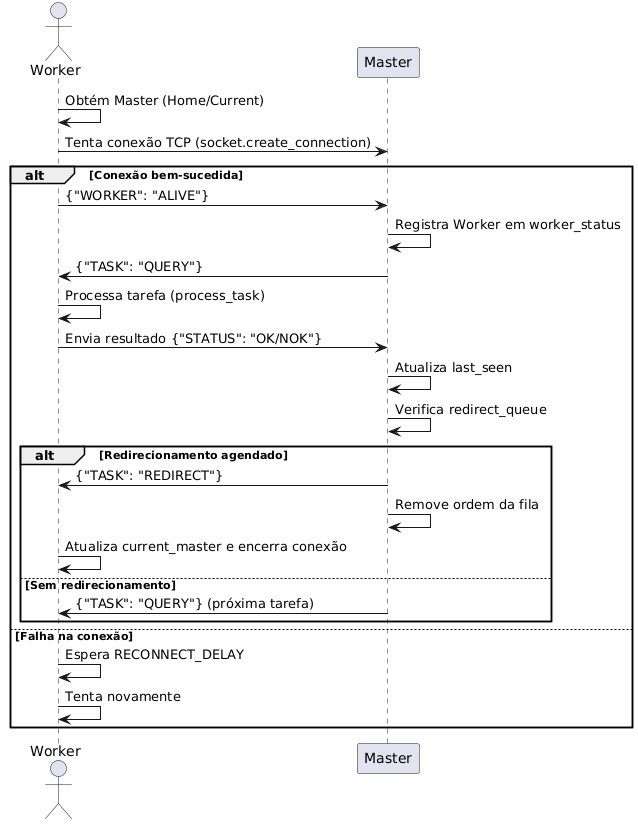 Worker
Master
Obtém Master (Home/Current)
Tenta conexão TCP (socket.create_connection)
alt [Conexão bem-sucedida]
{"WORKER": "ALIVE"}
Registra Worker em worker_status
{"TASK": "QUERY"}
Processa tarefa (process_task)
Envia resultado {"STATUS": "OK/NOK"}
Atualiza last_seen
Verifica redirect_queue
alt [Redirecionamento agendado]
{"TASK": "REDIRECT"}
Remove ordem da fila
Atualiza current_master e encerra conexão
[Sem redirecionamento]
{"TASK": "QUERY"} (próxima tarefa)
[Falha na conexão]
Espera RECONNECT_DELAY
Tenta novamente
Worker
Master